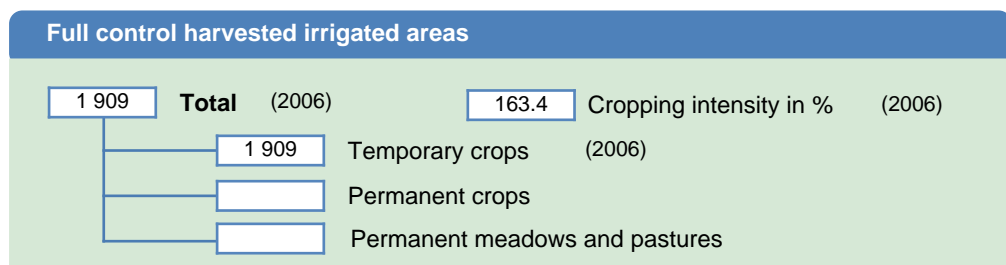 Full control harvested irrigated areas
1 909 Total (2006) 163.4 Cropping intensity in % (2006)
1 909 Temporary crops (2006)
Permanent crops
Permanent meadows and pastures